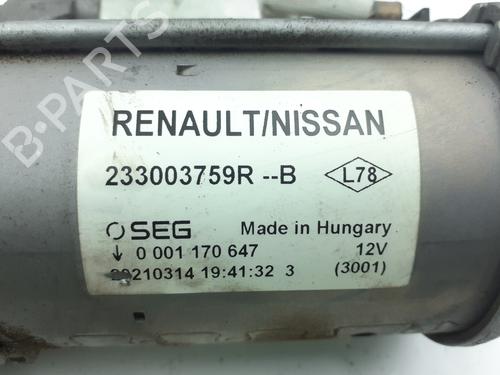 RENAULT/NISSAN
233003759R --B L78
SEG Made in Hungary
↓ 0 001 170 647 12V
20210314 19:41:32 3 (3001)
B-PARTS